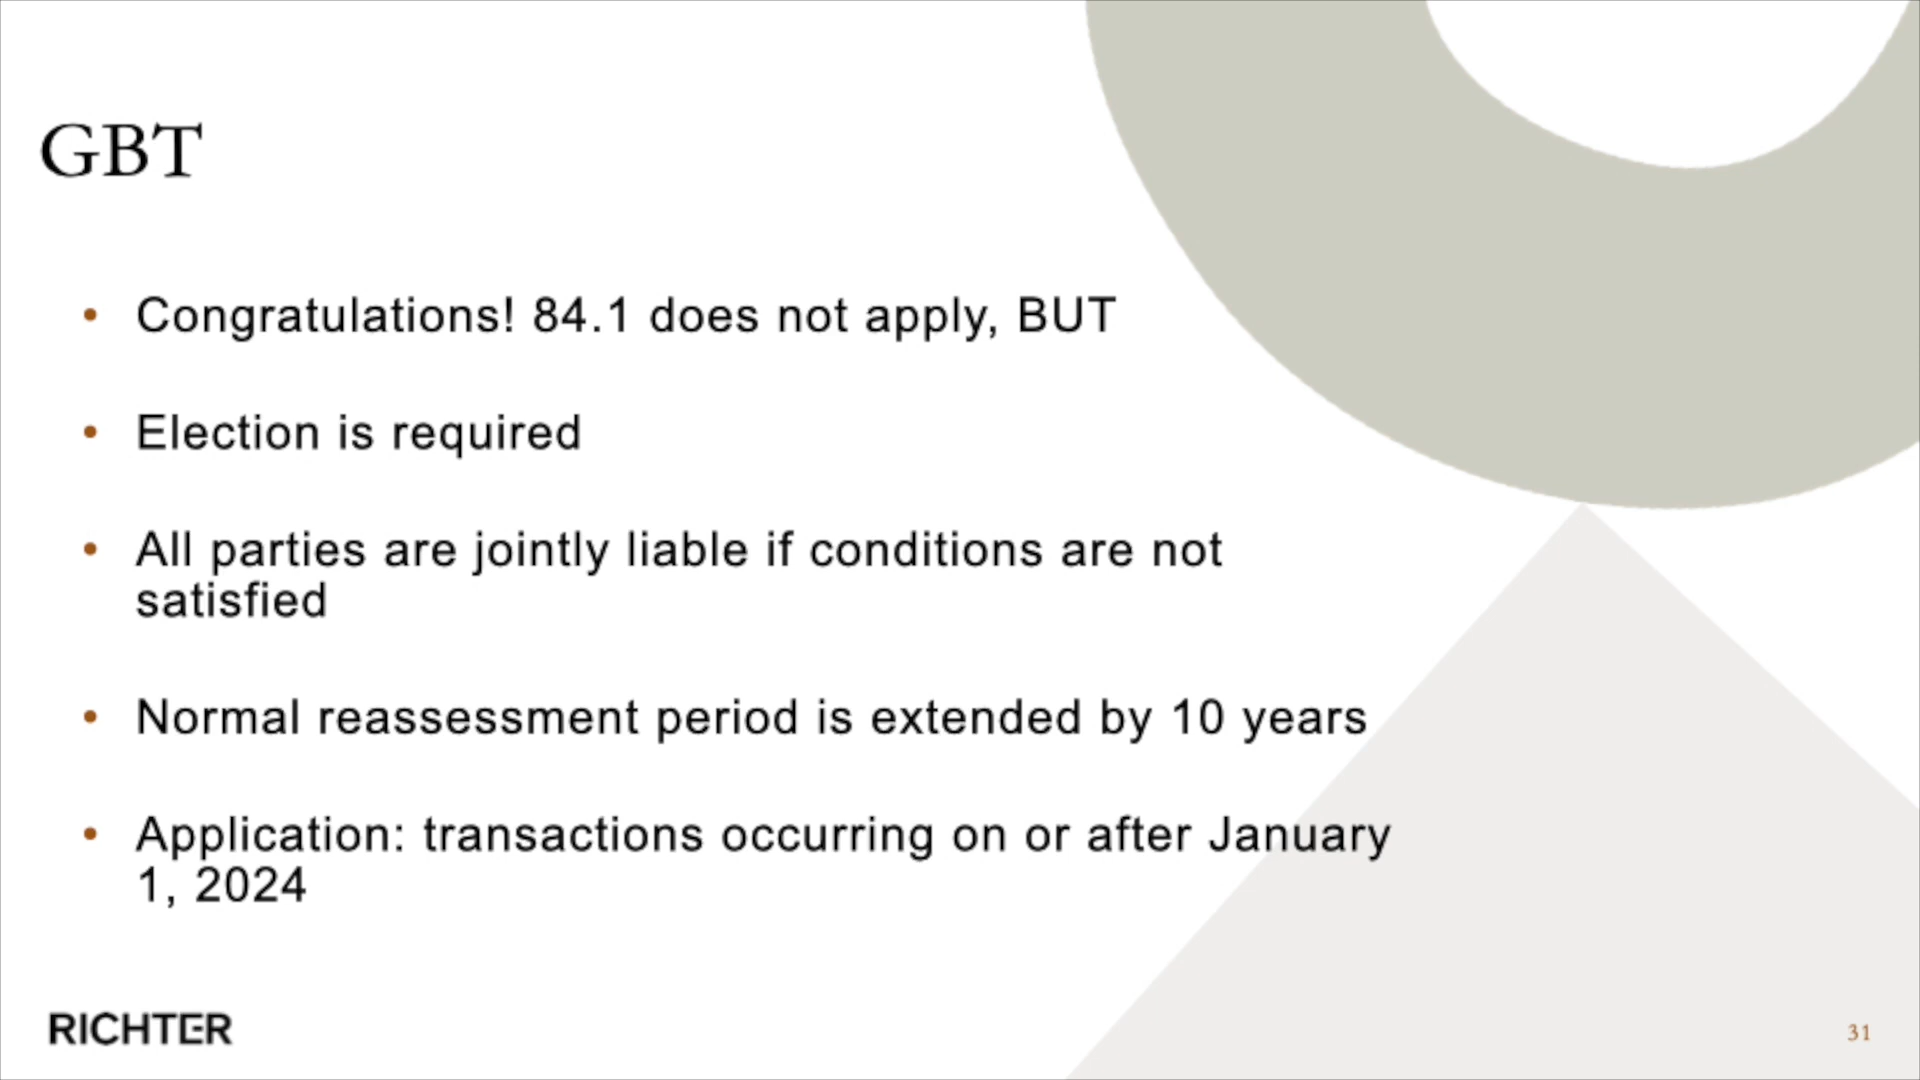 GBT
• Congratulations! 84.1 does not apply, BUT
• Election is required
• All parties are jointly liable if conditions are not
satisfied
• Normal reassessment period is extended by 10 years
• Application: transactions occurring on or after January
1, 2024
RICHTER
31